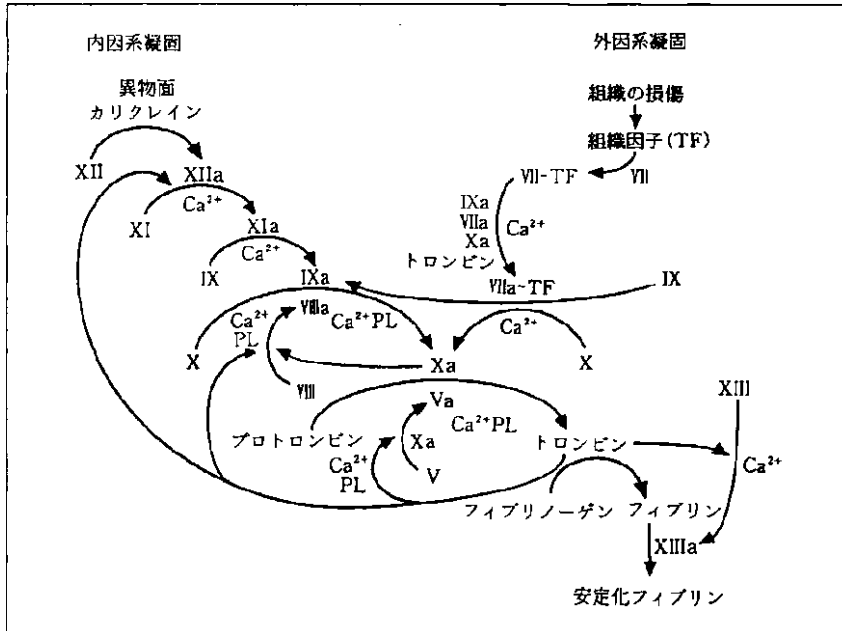 内因系凝固
外因系凝固
異物面
カリクレイン
組織の損傷
組織因子(TF)
XII
XIIa
Ca²⁺
VII-TF
VII
XI
XIa
Ca²⁺
IXa
VIIa
Xa
トロンビン
Ca²⁺
IX
IXa
VIIa-TF
IX
Ca²⁺
PL
VIIIa
Ca²⁺PL
Ca²⁺
X
Xa
X
VIII
XIII
Va
プロトロンビン
Xa
Ca²⁺PL
トロンビン
Ca²⁺
PL
V
Ca²⁺
フィブリノーゲン
フィブリン
XIIIa
安定化フィブリン